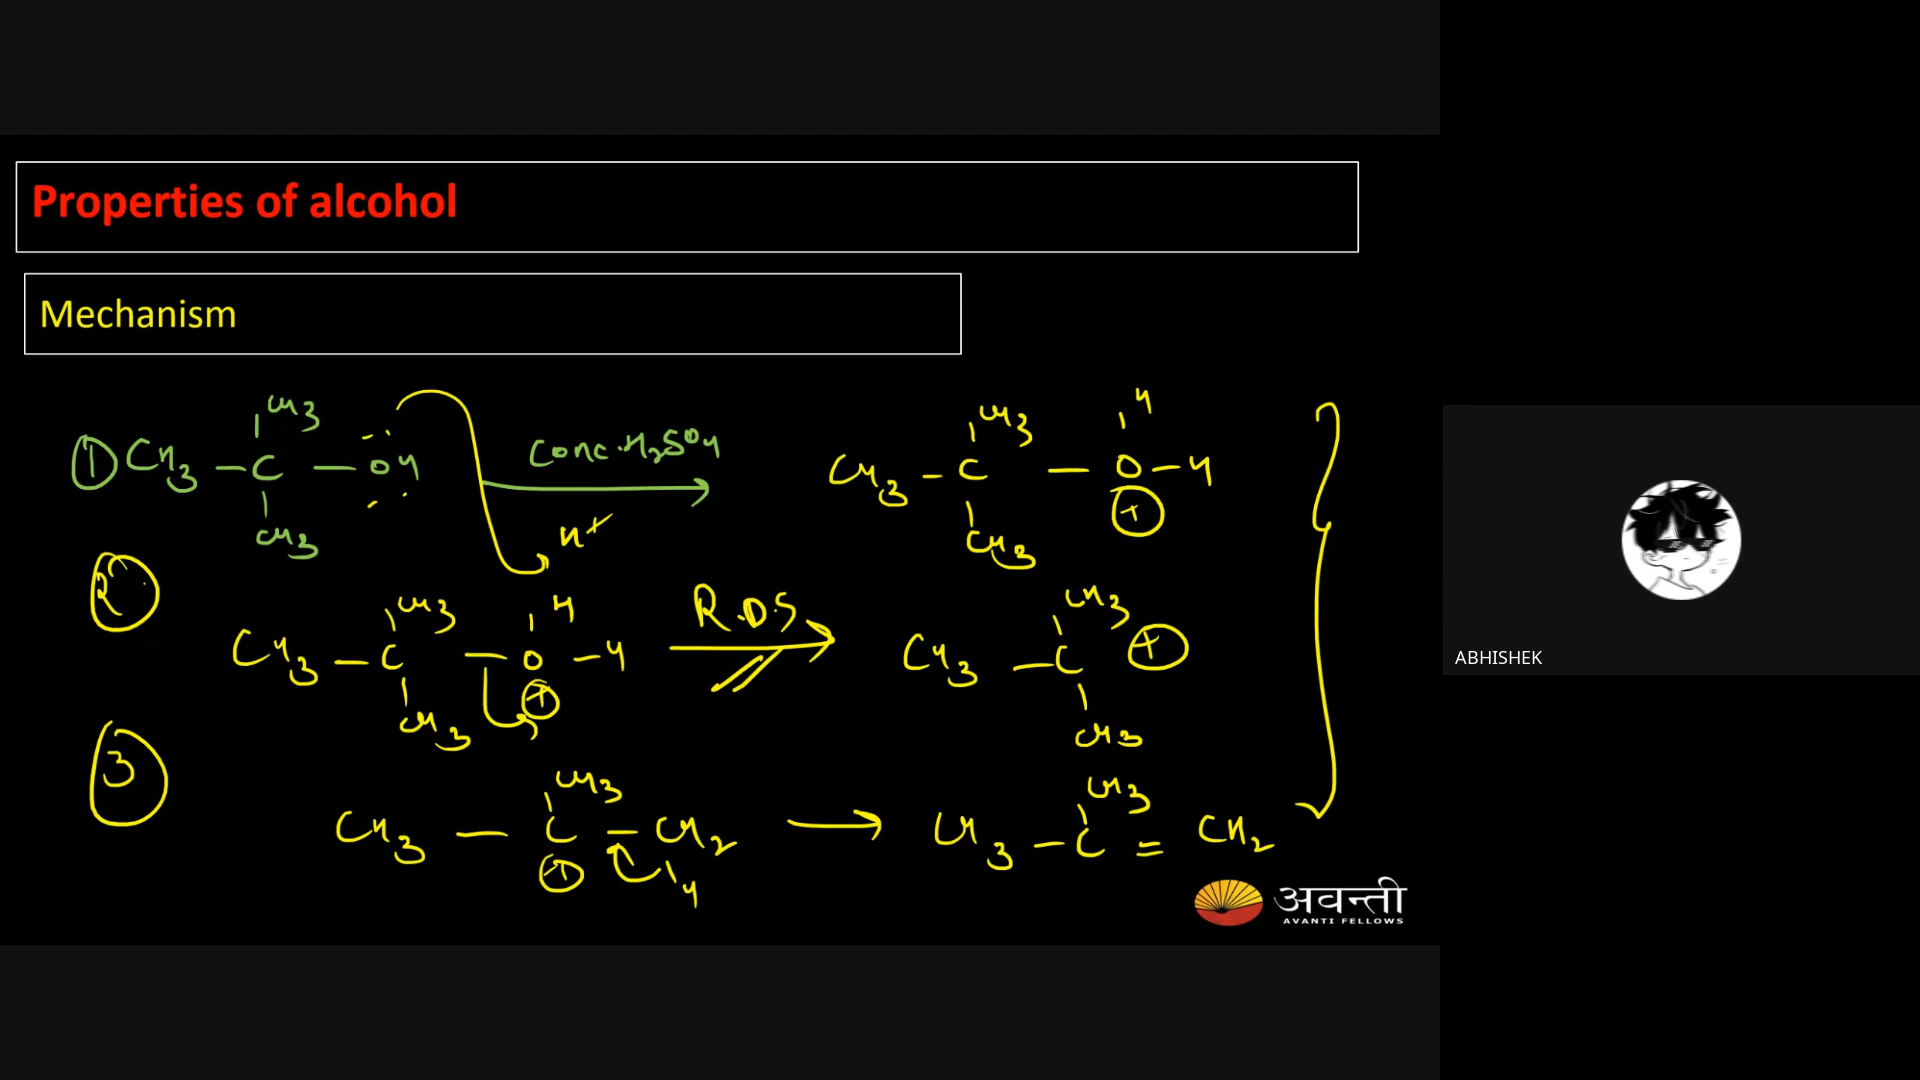 Properties of alcohol
Mechanism
CH3 CH3 H
① CH3 – C – OH Conc. H2SO4 CH3 – C – O – H
CH3 H+ CH3 +
②
CH3 H CH3
CH3 – C – O – H R.D.S CH3 – C +
CH3 + CH3
③
CH3 CH3
CH3 – C – CH2 → CH3 – C = CH2
+ H
अवन्ती
AVANTI FELLOWS
ABHISHEK